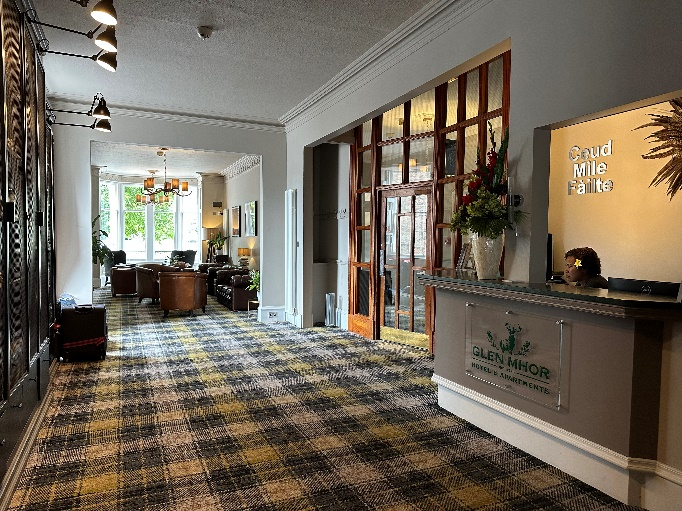 Ceud
Mìle
Fàilte
GLEN MHOR
HOTEL & APARTMENTS